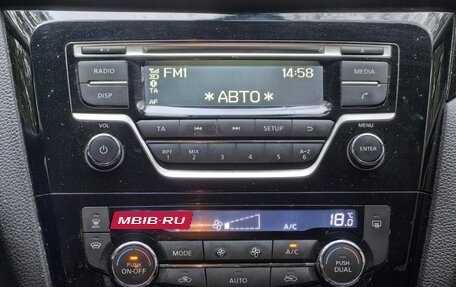 RADIO
DISP
FM1 14:58
TA
AF
* АВТО *
MEDIA
VOL
TA SETUP
MENU
RPT 1 MIX 2 3 4 5 A-Z 6
ENTER
MBIB·RU
A/C 18.0 °C
MAX
MODE A/C
PUSH ON·OFF
AUTO
PUSH DUAL